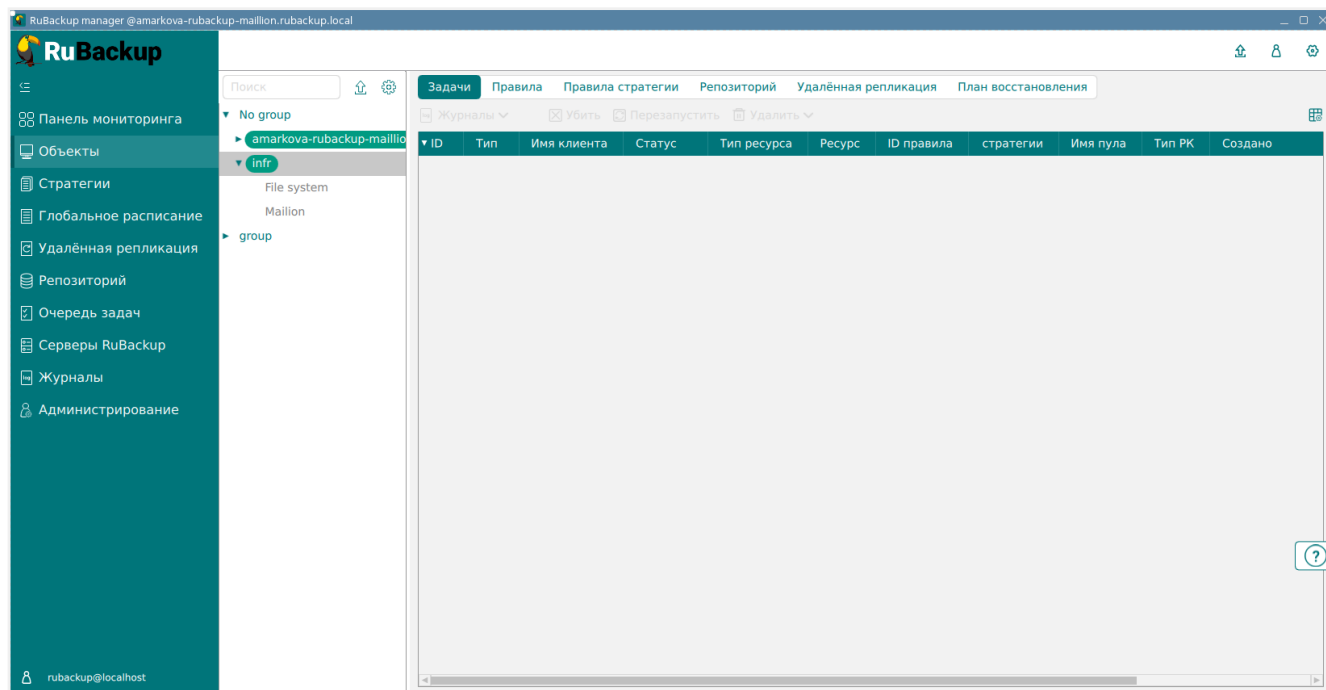 RuBackup manager @amarkova-rubackup-maillion.rubackup.local
RuBackup
Панель мониторинга
Объекты
Стратегии
Глобальное расписание
Удалённая репликация
Репозиторий
Очередь задач
Серверы RuBackup
Журналы
Администрирование
rubackup@localhost
Поиск
No group
amarkova-rubackup-maillio
infr
File system
Mailion
group
Задачи Правила Правила стратегии Репозиторий Удалённая репликация План восстановления
Журналы Убить Перезапустить Удалить
ID Тип Имя клиента Статус Тип ресурса Ресурс ID правила стратегии Имя пула Тип РК Создано
?